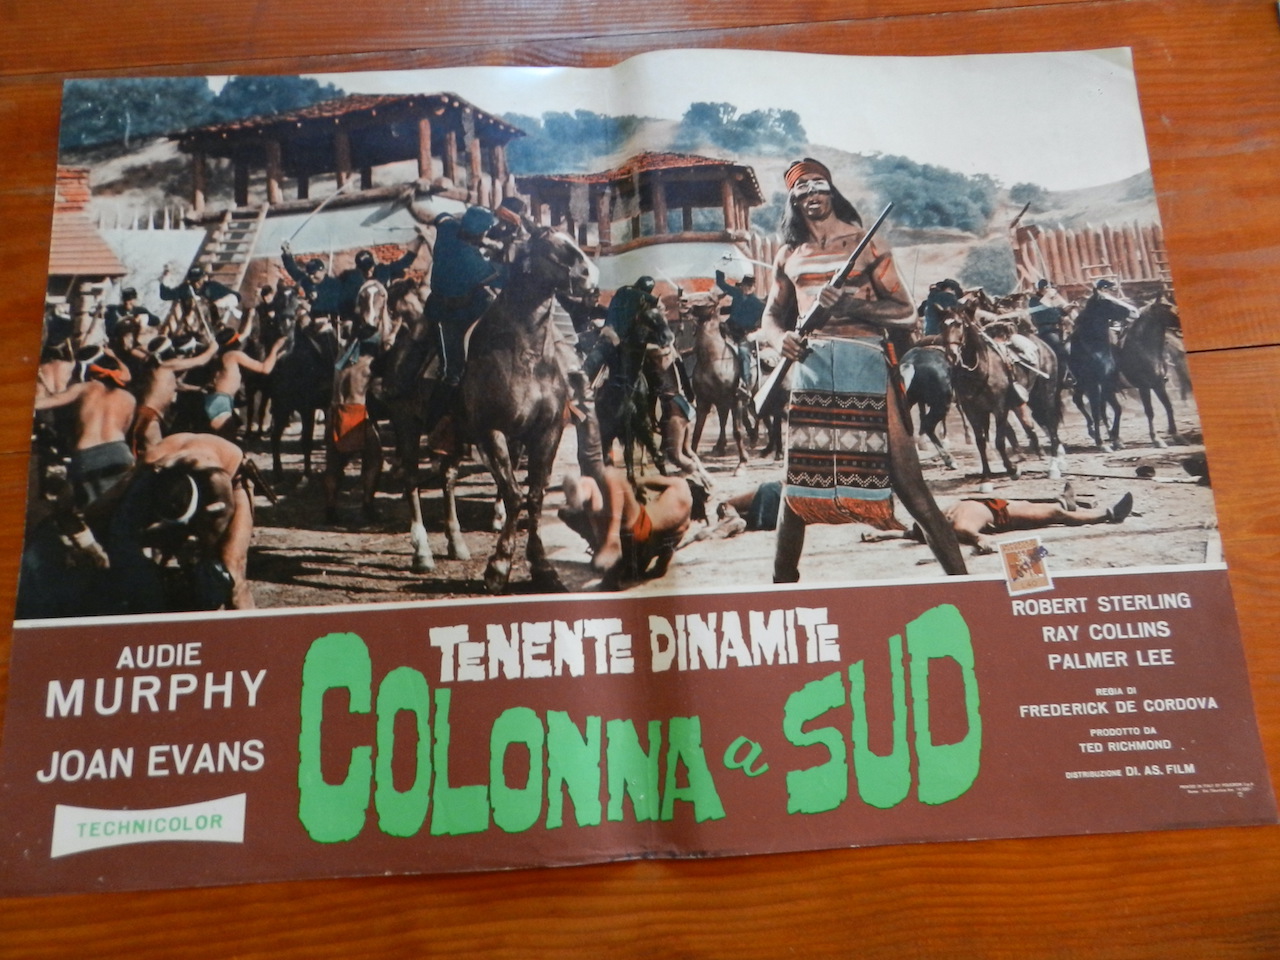 AUDIE
MURPHY
JOAN EVANS
TECHNICOLOR
TENENTE DINAMITE
COLONNA a SUD
ROBERT STERLING
RAY COLLINS
PALMER LEE
REGIA DI
FREDERICK DE CORDOVA
PRODOTTO DA
TED RICHMOND
DISTRIBUZIONE DI. AS. FILM